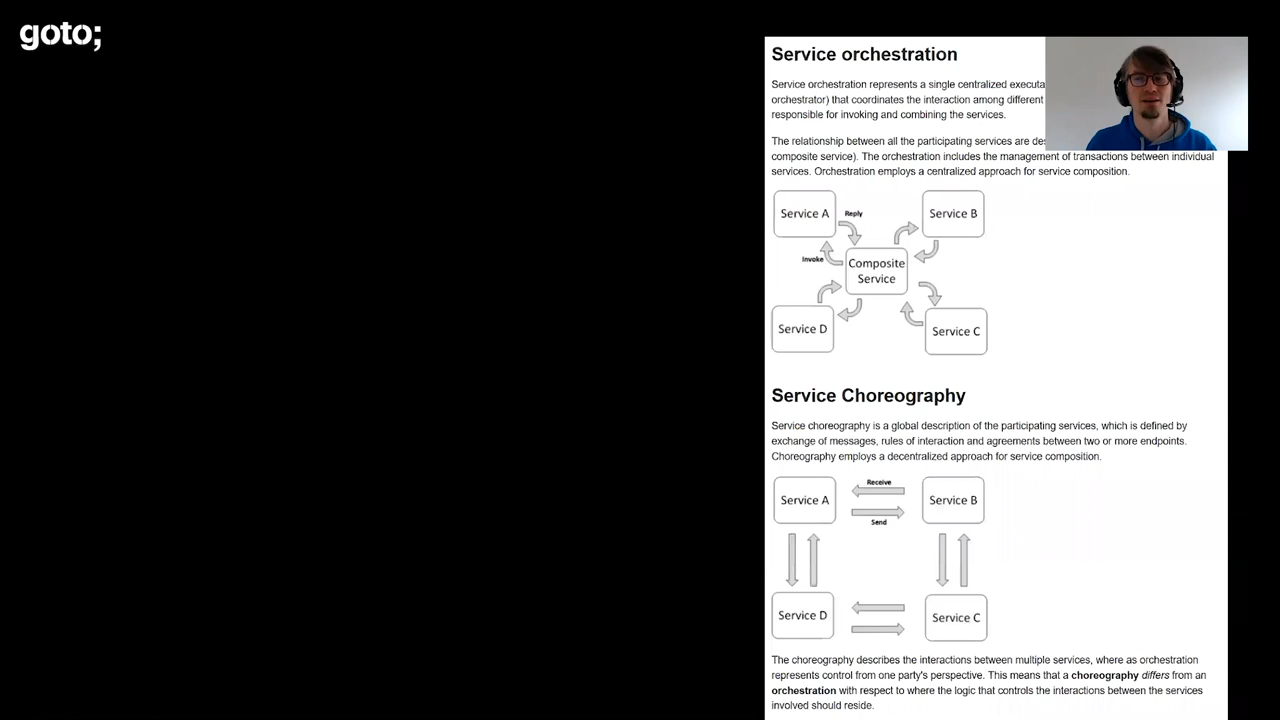 goto;
Service orchestration
Service orchestration represents a single centralized executa
orchestrator) that coordinates the interaction among different
responsible for invoking and combining the services.
The relationship between all the participating services are des
composite service). The orchestration includes the management of transactions between individual
services. Orchestration employs a centralized approach for service composition.
Service A
Reply
Service B
Invoke
Composite
Service
Service D
Service C
Service Choreography
Service choreography is a global description of the participating services, which is defined by
exchange of messages, rules of interaction and agreements between two or more endpoints.
Choreography employs a decentralized approach for service composition.
Service A
Receive
Send
Service B
Service D
Service C
The choreography describes the interactions between multiple services, where as orchestration
represents control from one party's perspective. This means that a choreography differs from an
orchestration with respect to where the logic that controls the interactions between the services
involved should reside.